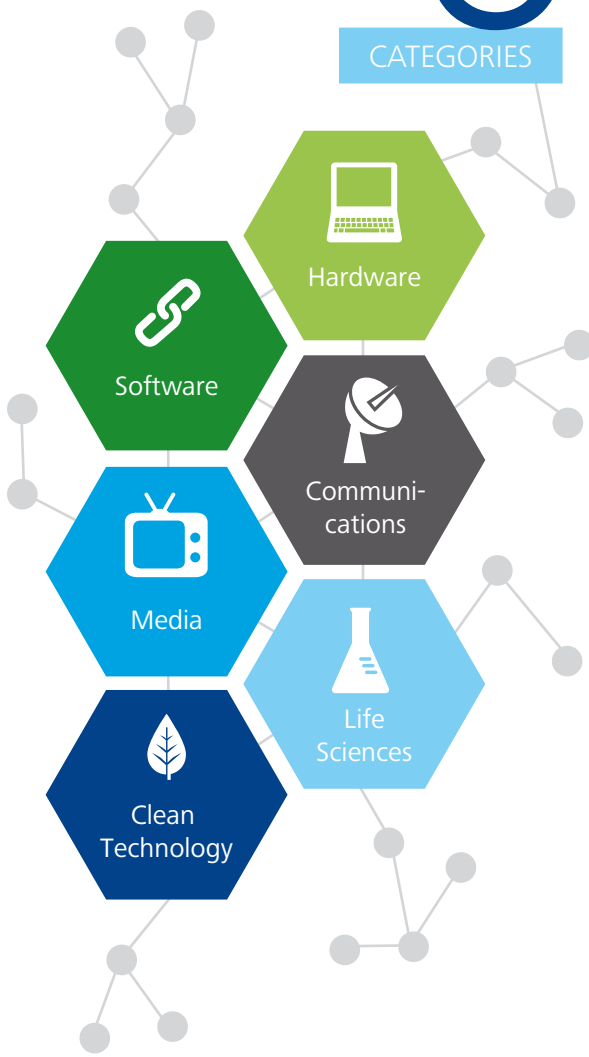 CATEGORIES
Hardware
Software
Communi-
cations
Media
Life
Sciences
Clean
Technology